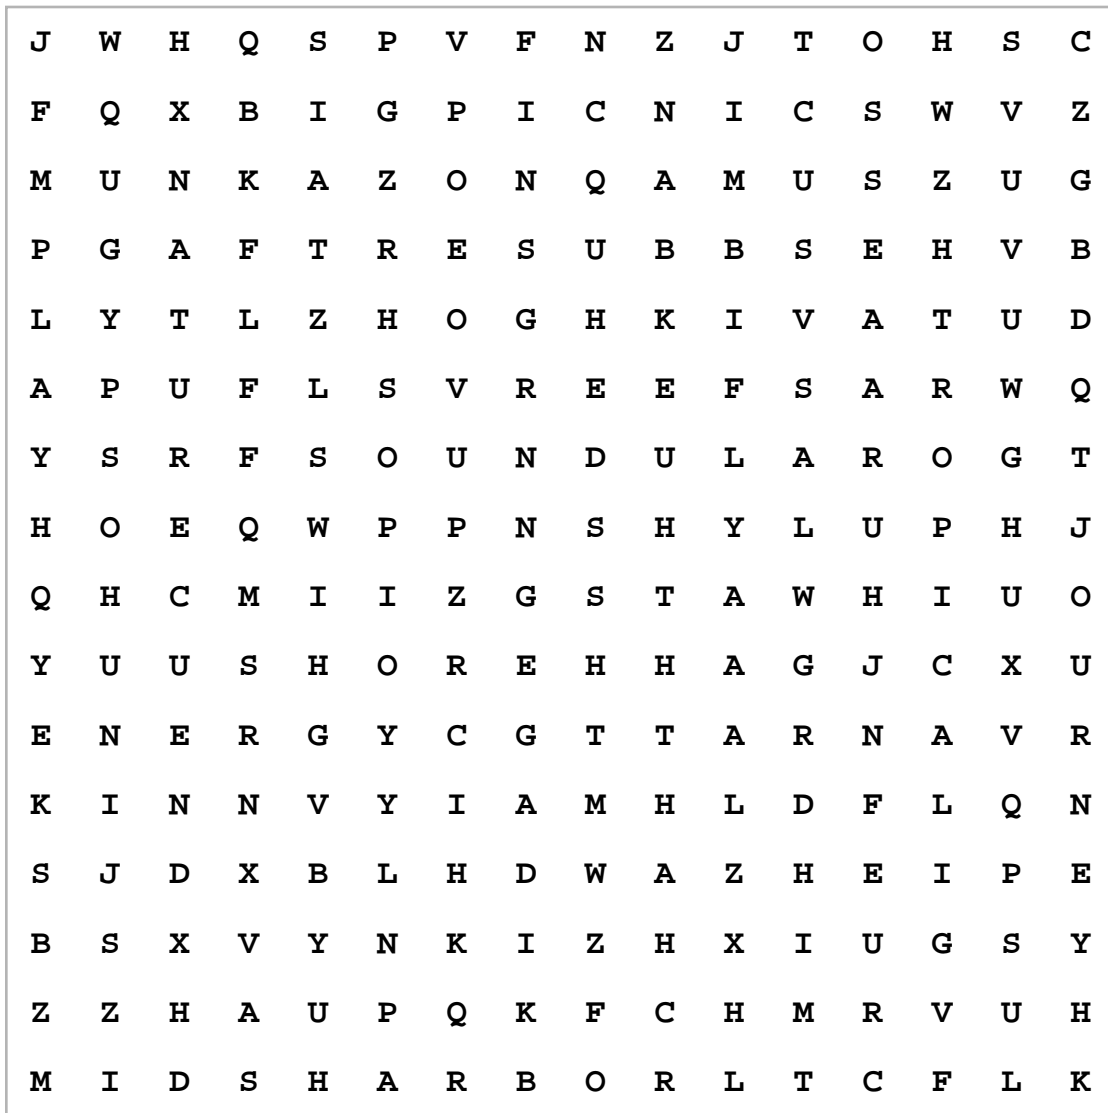 J W H Q S P V F N Z J T O H S C
F Q X B I G P I C N I C S W V Z
M U N K A Z O N Q A M U S Z U G
P G A F T R E S U B B S E H V B
L Y T L Z H O G H K I V A T U D
A P U F L S V R E E F S A R W Q
Y S R F S O U N D U L A R O G T
H O E Q W P P N S H Y L U P H J
Q H C M I I Z G S T A W H I U O
Y U U S H O R E H H A G J C X U
E N E R G Y C G T T A R N A V R
K I N N V Y I A M H L D F L Q N
S J D X B L H D W A Z H E I P E
B S X V Y N K I Z H X I U G S Y
Z Z H A U P Q K F C H M R V U H
M I D S H A R B O R L T C F L K